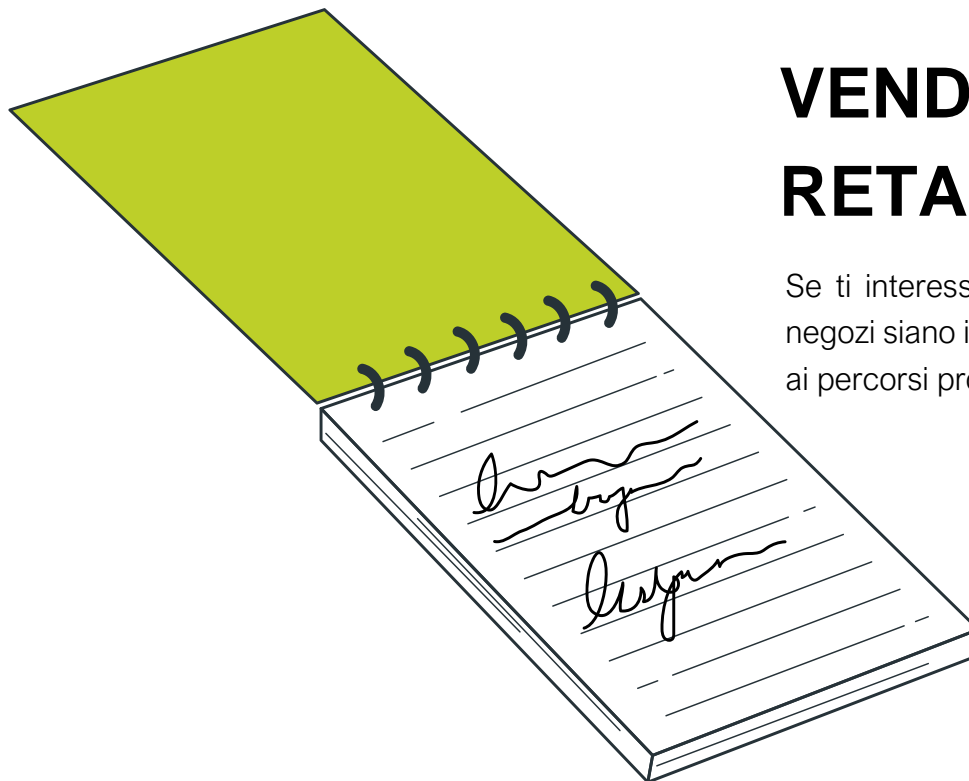 VEND
RETA
Se ti interess
negozi siano i
ai percorsi pr